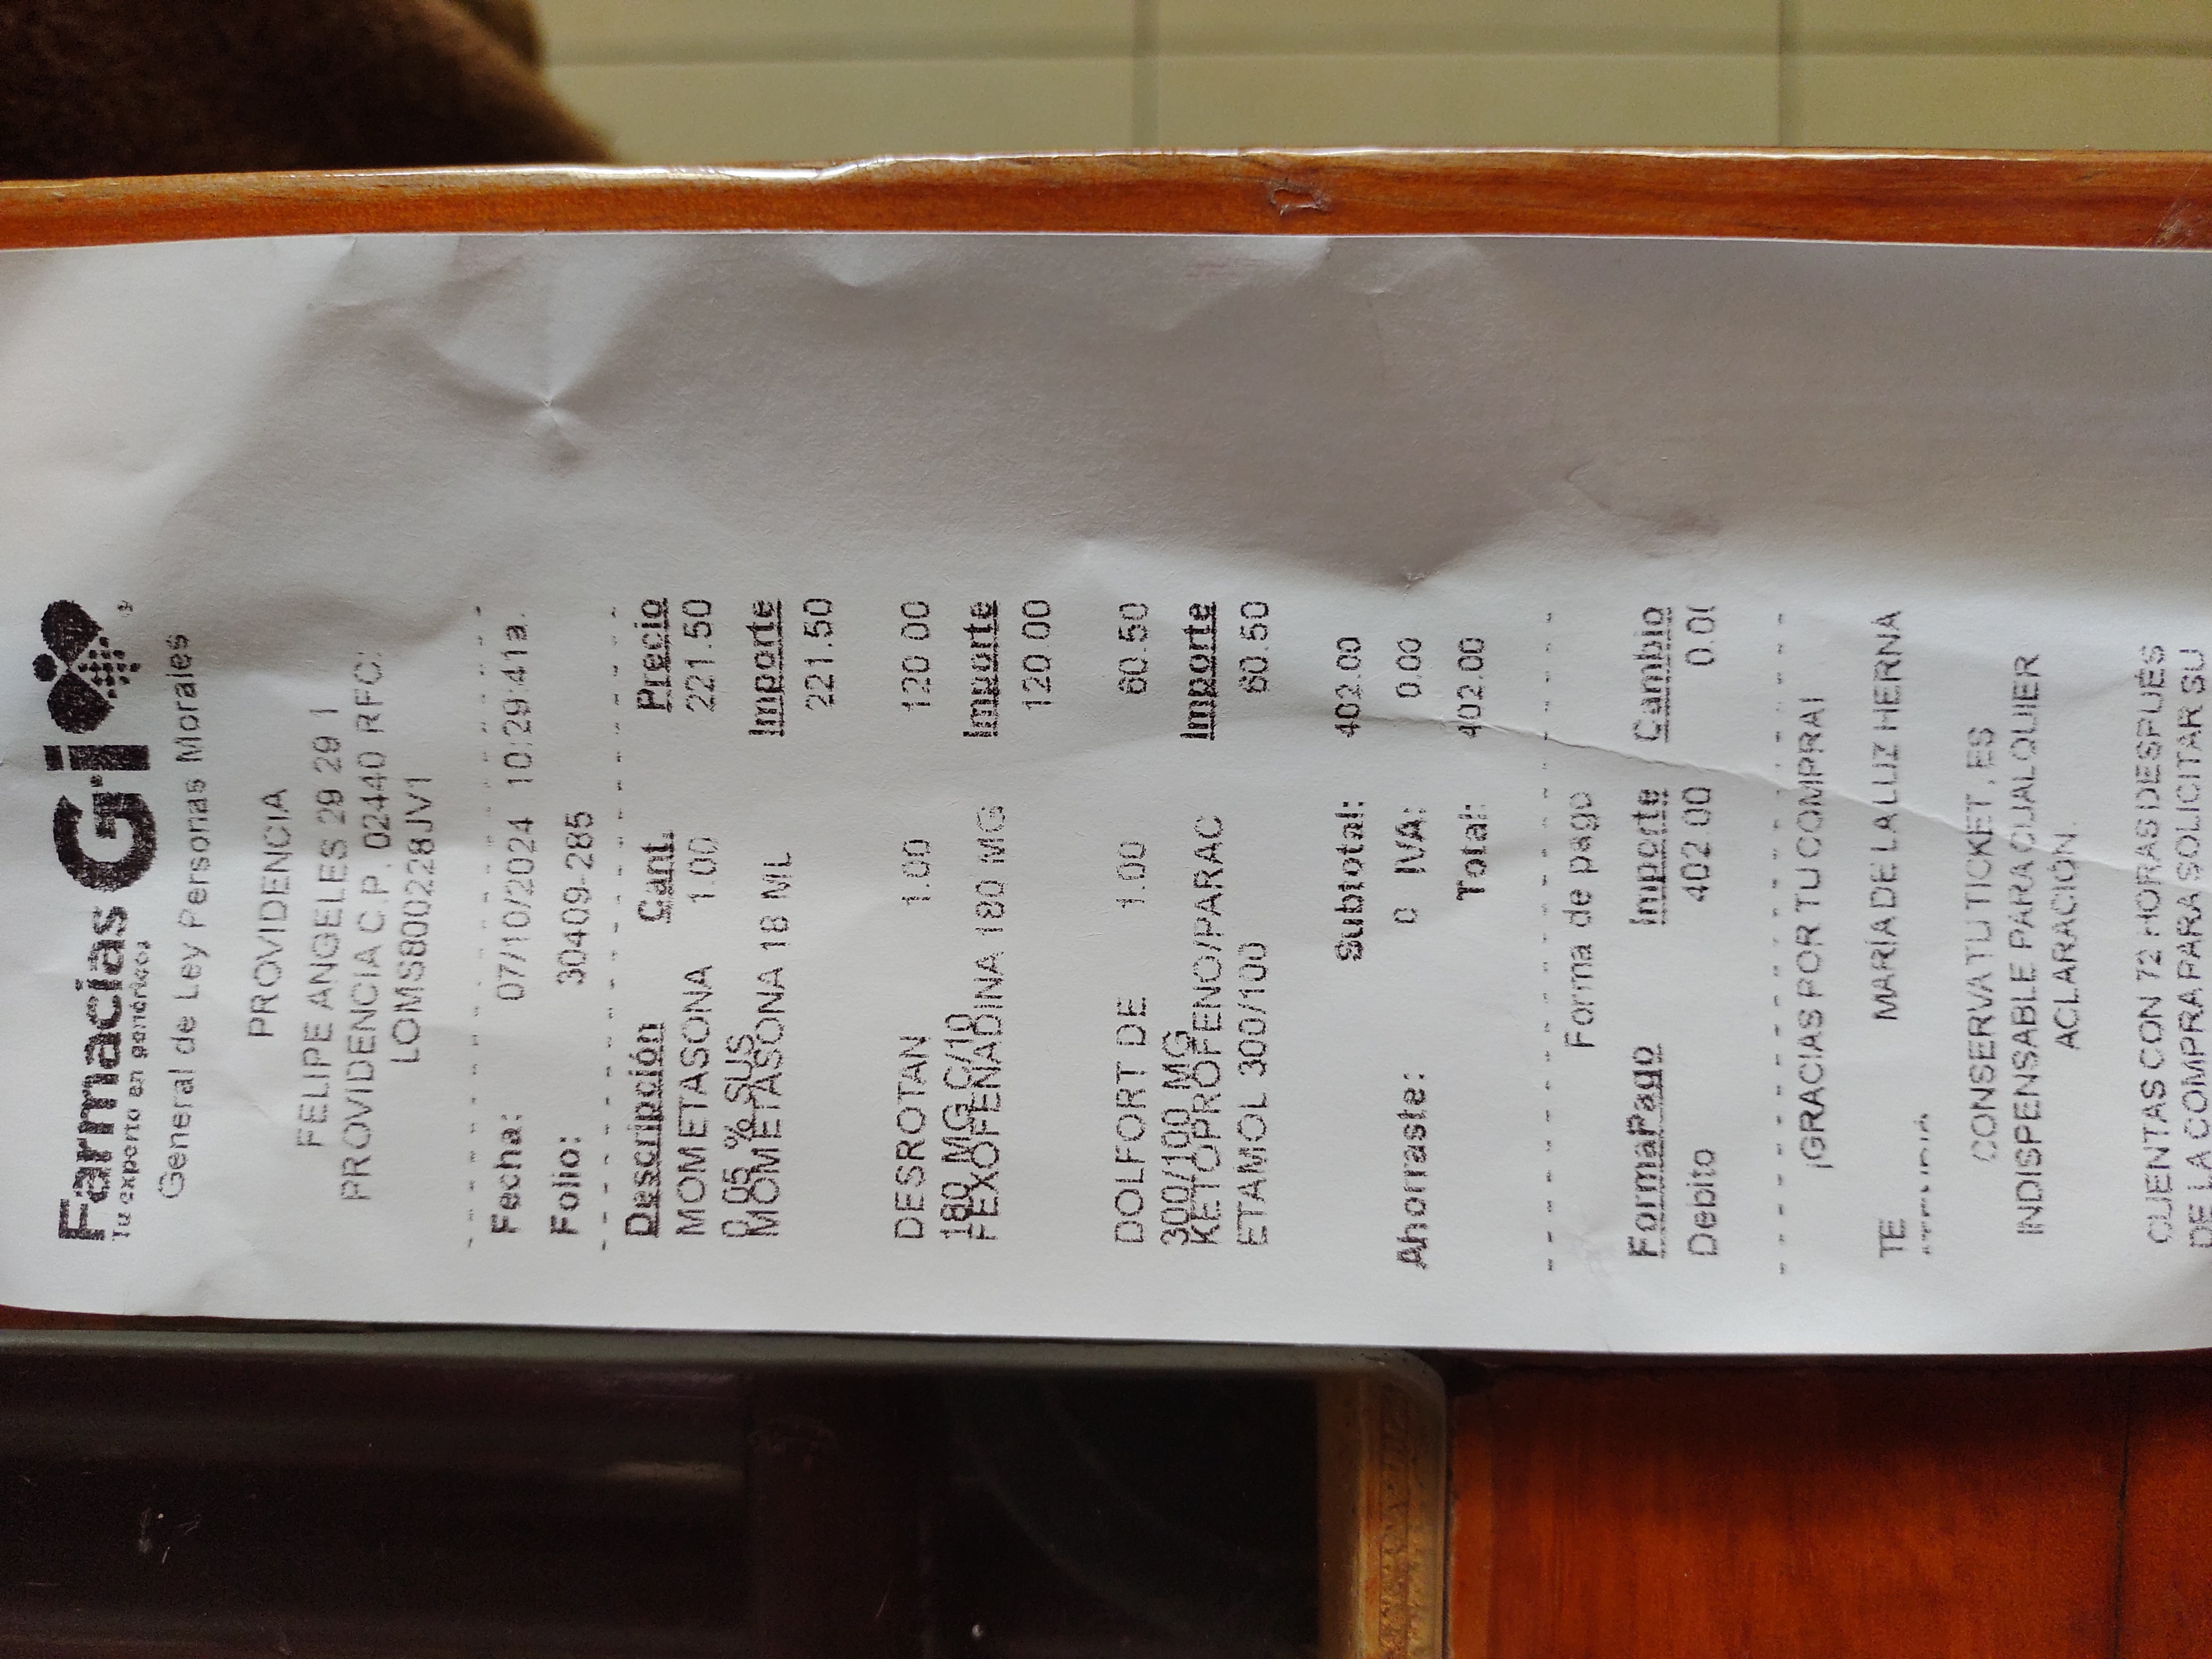 Farmacias Gi
Tu experto en genéricos
General de Ley Personas Morales
PROVIDENCIA
FELIPE ANGELES 29 29 1
PROVIDENCIA C.P. 02440 RFC:
LOMS800228JV1
Fecha: 07/10/2024 10:29:41a.
Folio: 30409-285
Descripción Cant. Precio
MOMETASONA 1.00 221.50
0.05 % SUS
MOMETASONA 18 ML Importe
221.50
DESROTAN 1.00 120.00
180 MG C/10
FEXOFENADINA 180 MG Importe
120.00
DOLFORT DE 1.00 60.50
300/100 MG
KETOPROFENO/PARAC Importe
ETAMOL 300/100 60.50
Subtotal: 402.00
Ahorraste: 0 IVA: 0.00
Total: 402.00
Forma de pago
FormaPago Importe Cambio
Debito 402.00 0.0
¡GRACIAS POR TU COMPRA!
TE MARÍA DE LA LUZ HERNÁ
CONSERVA TU TICKET, ES
INDISPENSABLE PARA CUALQUIER
ACLARACIÓN.
CUENTAS CON 72 HORAS DESPUÉS
DE LA COMPRA PARA SOLICITAR SU